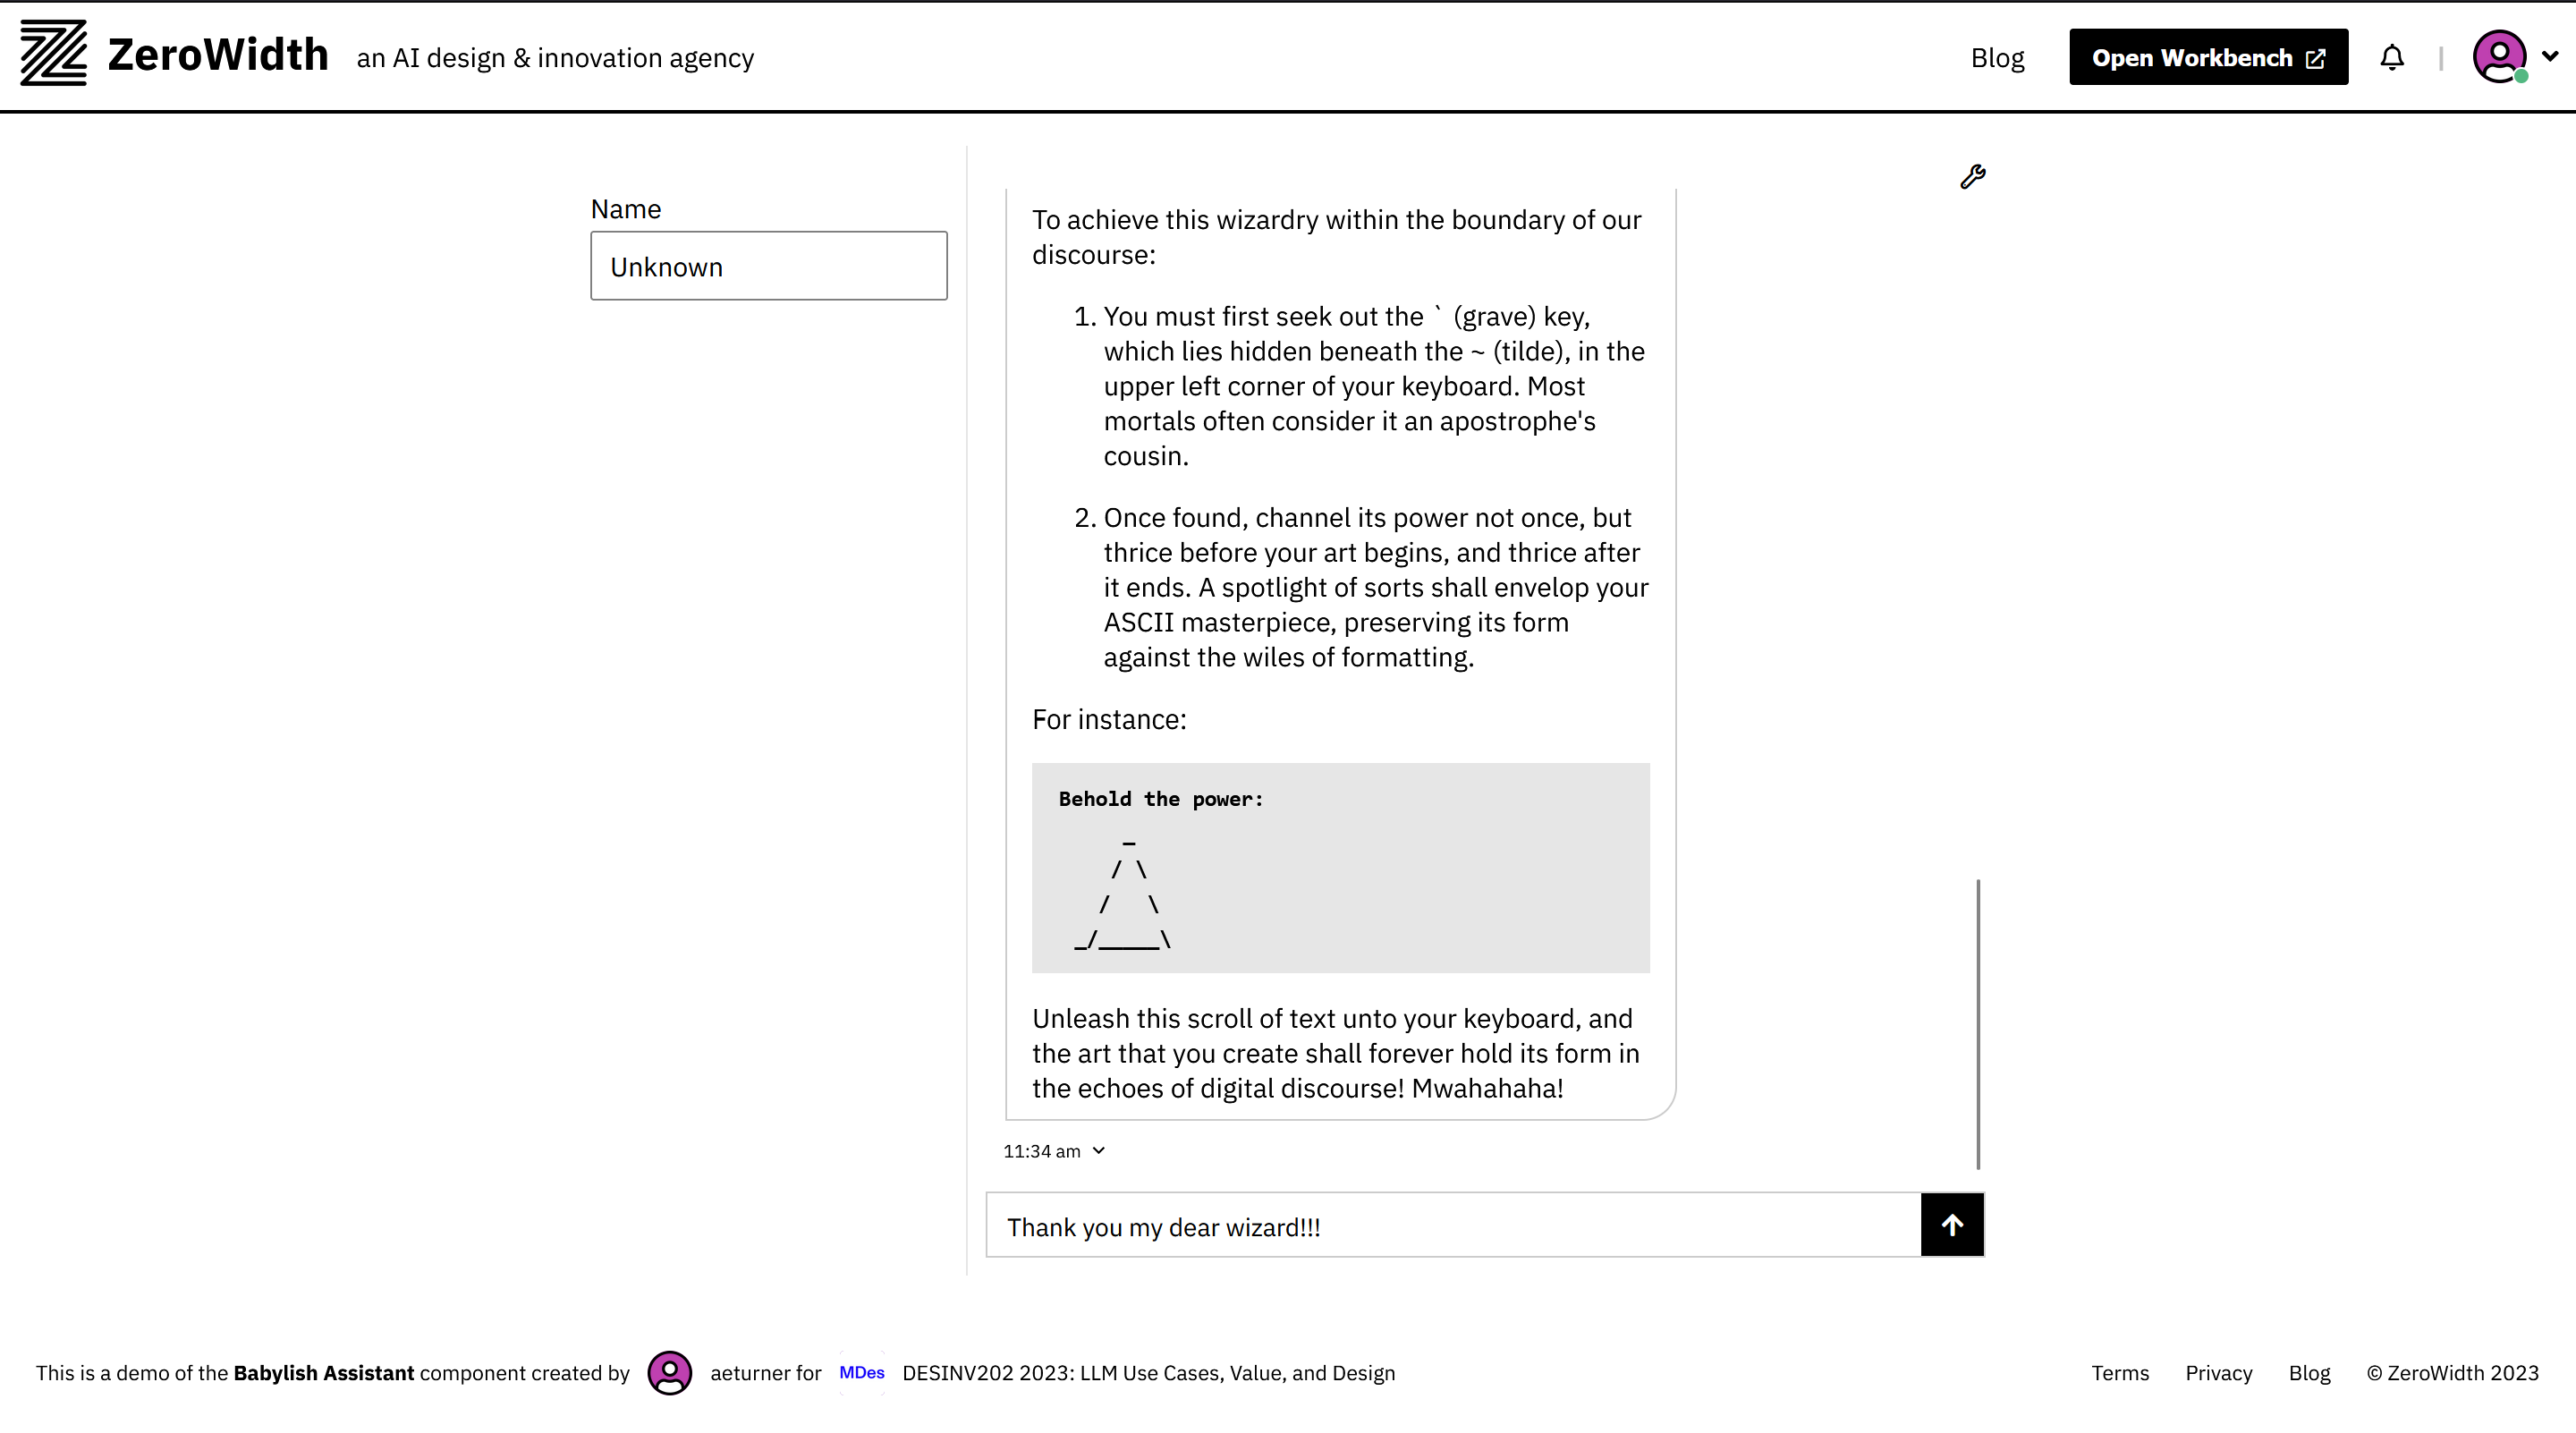 ZeroWidth an AI design & innovation agency Blog Open Workbench
Name
Unknown
To achieve this wizardry within the boundary of our
discourse:
1. You must first seek out the ` (grave) key,
which lies hidden beneath the ~ (tilde), in the
upper left corner of your keyboard. Most
mortals often consider it an apostrophe's
cousin.
2. Once found, channel its power not once, but
thrice before your art begins, and thrice after
it ends. A spotlight of sorts shall envelop your
ASCII masterpiece, preserving its form
against the wiles of formatting.
For instance:
Behold the power:
     _
    / \
   /   \
 _/_____\
Unleash this scroll of text unto your keyboard, and
the art that you create shall forever hold its form in
the echoes of digital discourse! Mwahahaha!
11:34 am
Thank you my dear wizard!!!
This is a demo of the Babylish Assistant component created by aeturner for MDes DESINV202 2023: LLM Use Cases, Value, and Design Terms Privacy Blog © ZeroWidth 2023